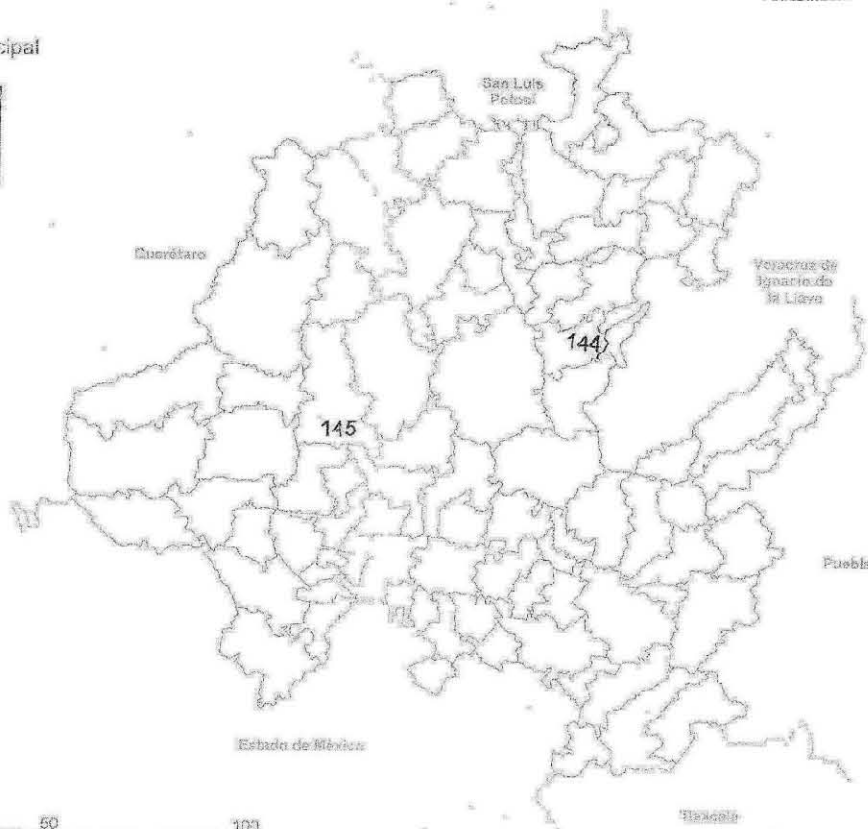 cipal
San Luis
Potosí
Querétaro
Veracruz de
Ignacio de
la Llave
144
145
Puebla
Estado de México
Tlaxcala
50
100